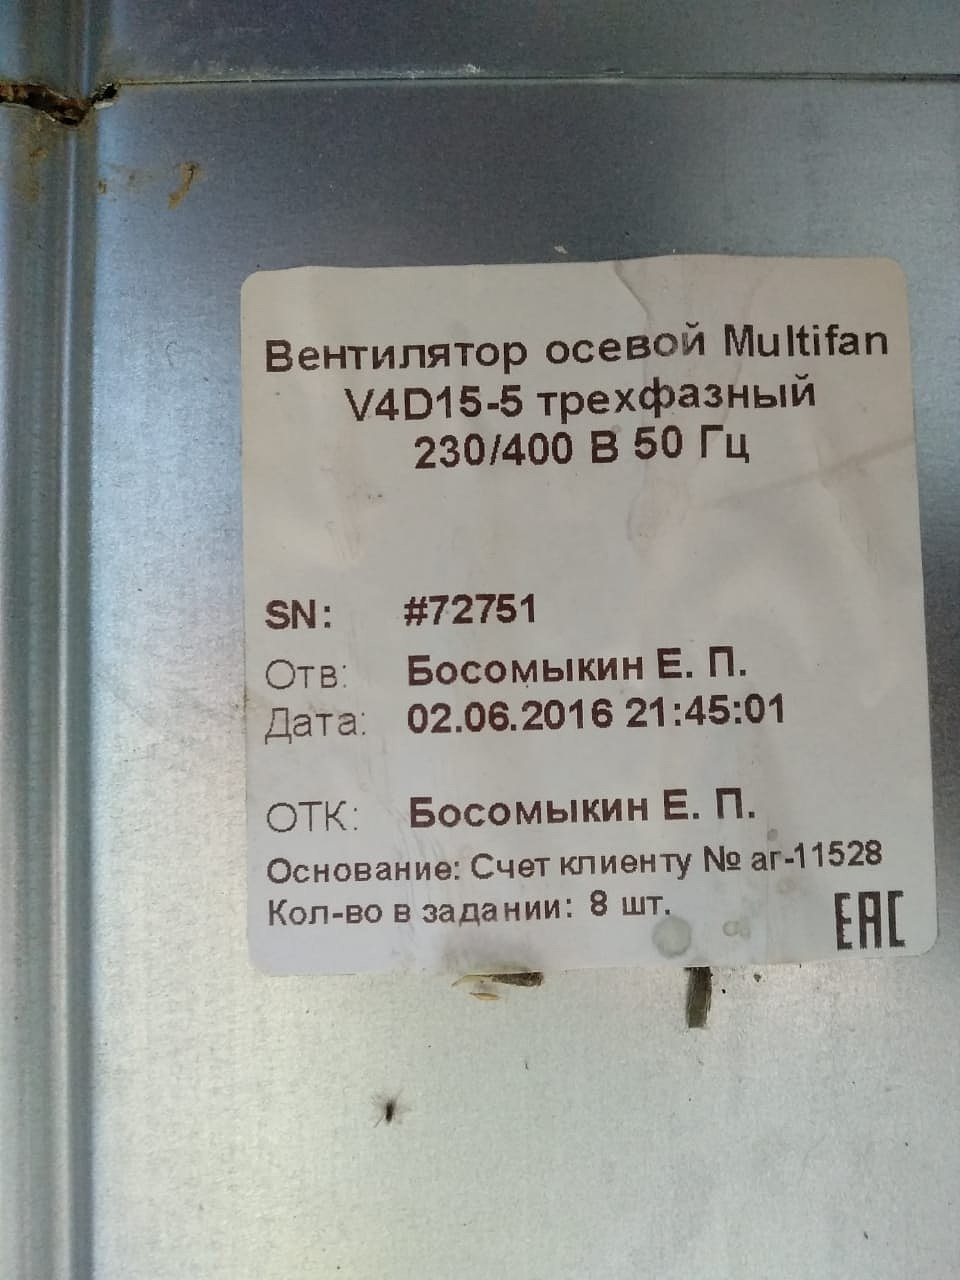 Вентилятор осевой Multifan
V4D15-5 трехфазный
230/400 В 50 Гц
SN: #72751
Отв: Босомыкин Е. П.
Дата: 02.06.2016 21:45:01
ОТК: Босомыкин Е. П.
Основание: Счет клиенту № аг-11528
Кол-во в задании: 8 шт.
EAC